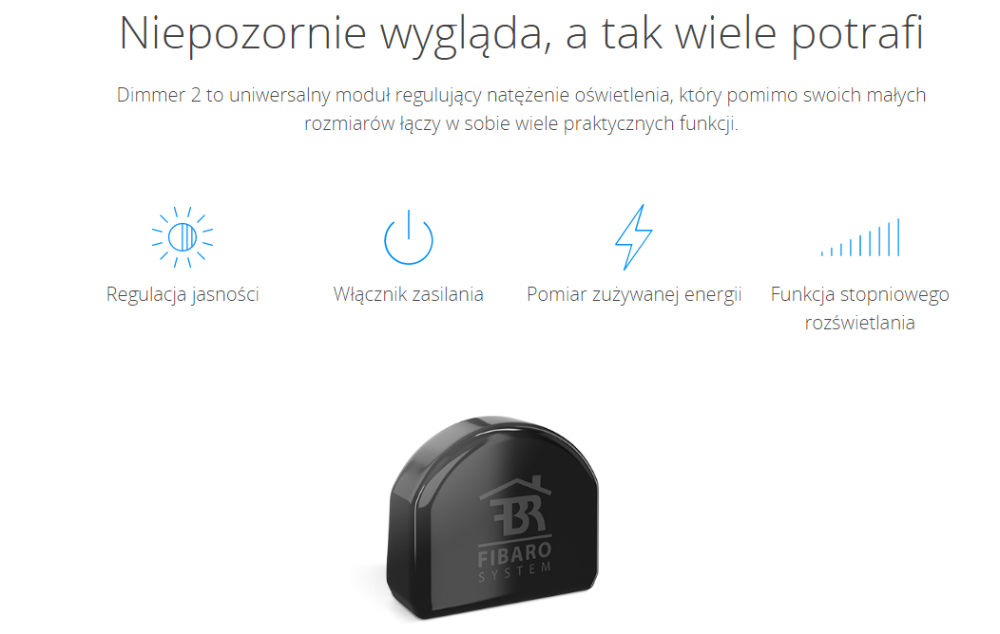 Niepozornie wygląda, a tak wiele potrafi
Dimmer 2 to uniwersalny moduł regulujący natężenie oświetlenia, który pomimo swoich małych
rozmiarów łączy w sobie wiele praktycznych funkcji.
Regulacja jasności
Włącznik zasilania
Pomiar zużywanej energii
Funkcja stopniowego
rozświetlania
FIBARO
SYSTEM